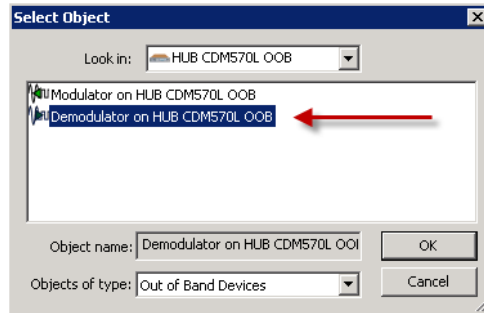 Select Object
Look in: HUB CDM570L OOB
Modulator on HUB CDM570L OOB
Demodulator on HUB CDM570L OOB
Object name: Demodulator on HUB CDM570L OOI OK
Objects of type: Out of Band Devices Cancel